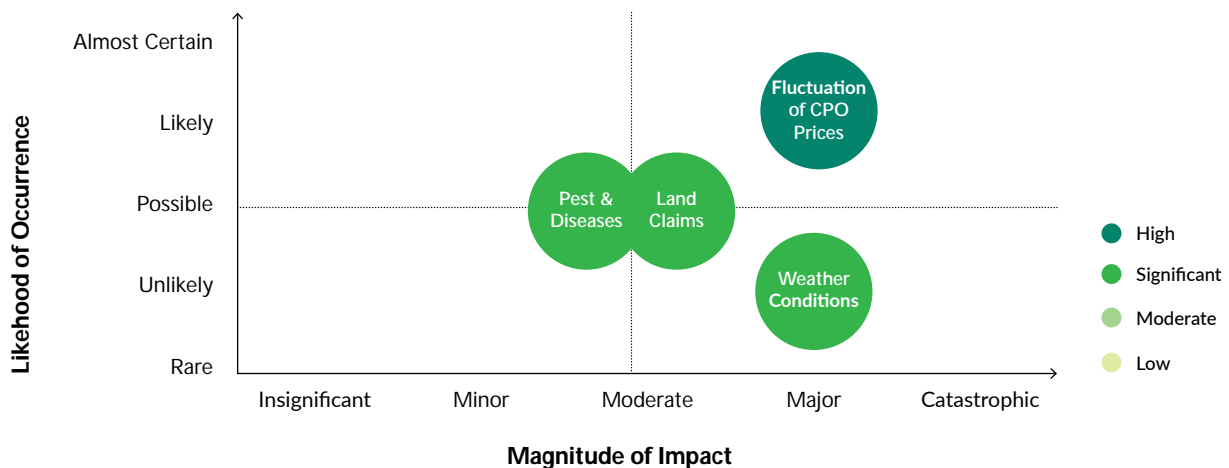 Likehood of Occurrence
Almost Certain
Likely
Possible
Unlikely
Rare
Fluctuation
of CPO
Prices
Pest &
Diseases
Land
Claims
Weather
Conditions
High
Significant
Moderate
Low
Insignificant
Minor
Moderate
Major
Catastrophic
Magnitude of Impact